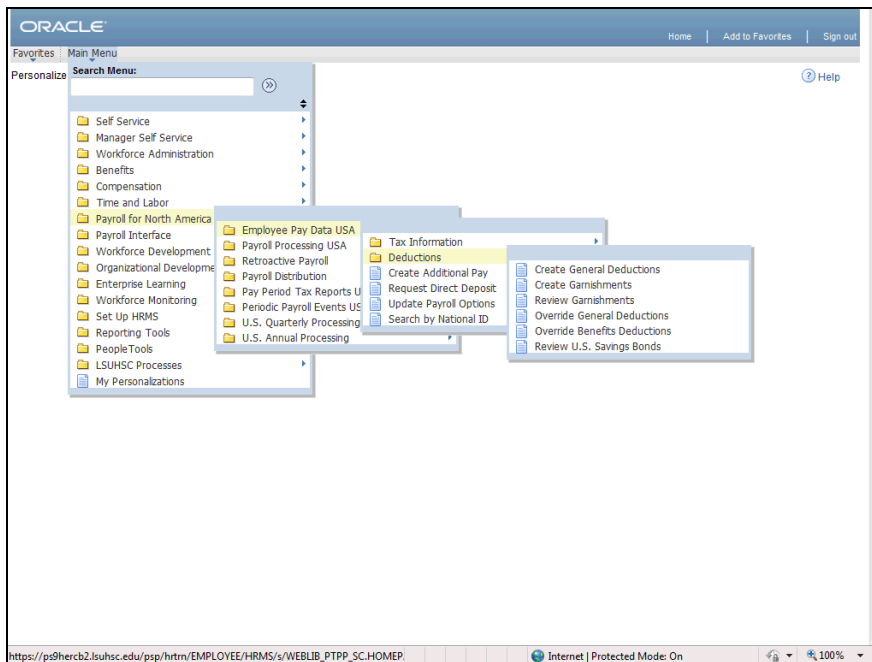 ORACLE
Home | Add to Favorites | Sign out
Favorites Main Menu
Personalize
Help
Search Menu:
Self Service
Manager Self Service
Workforce Administration
Benefits
Compensation
Time and Labor
Payroll for North America
Payroll Interface
Workforce Development
Organizational Developme
Enterprise Learning
Workforce Monitoring
Set Up HRMS
Reporting Tools
PeopleTools
LSUHSC Processes
My Personalizations
Employee Pay Data USA
Payroll Processing USA
Retroactive Payroll
Payroll Distribution
Pay Period Tax Reports U
Periodic Payroll Events US
U.S. Quarterly Processing
U.S. Annual Processing
Tax Information
Deductions
Create Additional Pay
Request Direct Deposit
Update Payroll Options
Search by National ID
Create General Deductions
Create Garnishments
Review Garnishments
Override General Deductions
Override Benefits Deductions
Review U.S. Savings Bonds
https://ps9hercb2.lsuhsc.edu/psp/hrtrn/EMPLOYEE/HRMS/s/WEBLIB_PTPP_SC.HOMEP. Internet | Protected Mode: On 100%